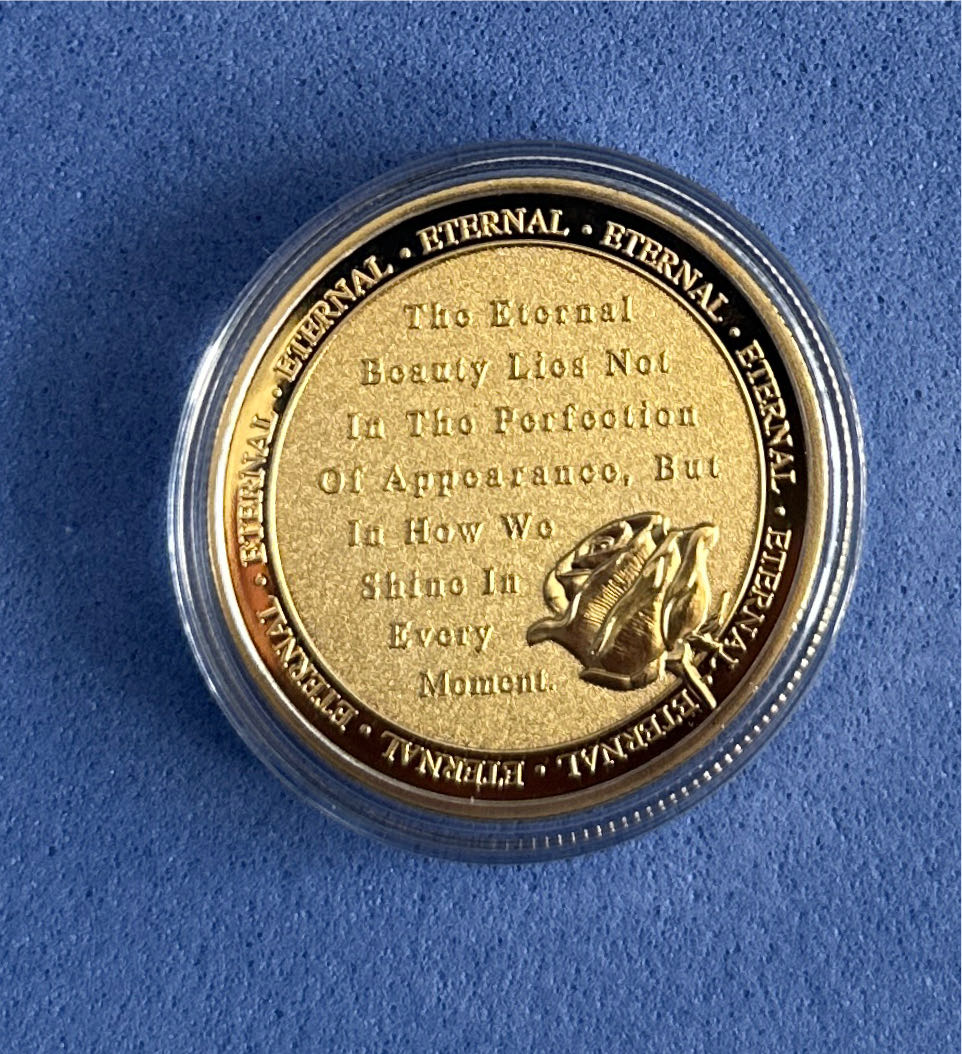 ETERNAL · ETERNAL · ETERNAL · ETERNAL · ETERNAL · ETERNAL · ETERNAL · ETERNAL · ETERNAL ·
The Eternal
Beauty Lies Not
In The Perfection
Of Appearance, But
In How We
Shine In
Every
Moment.